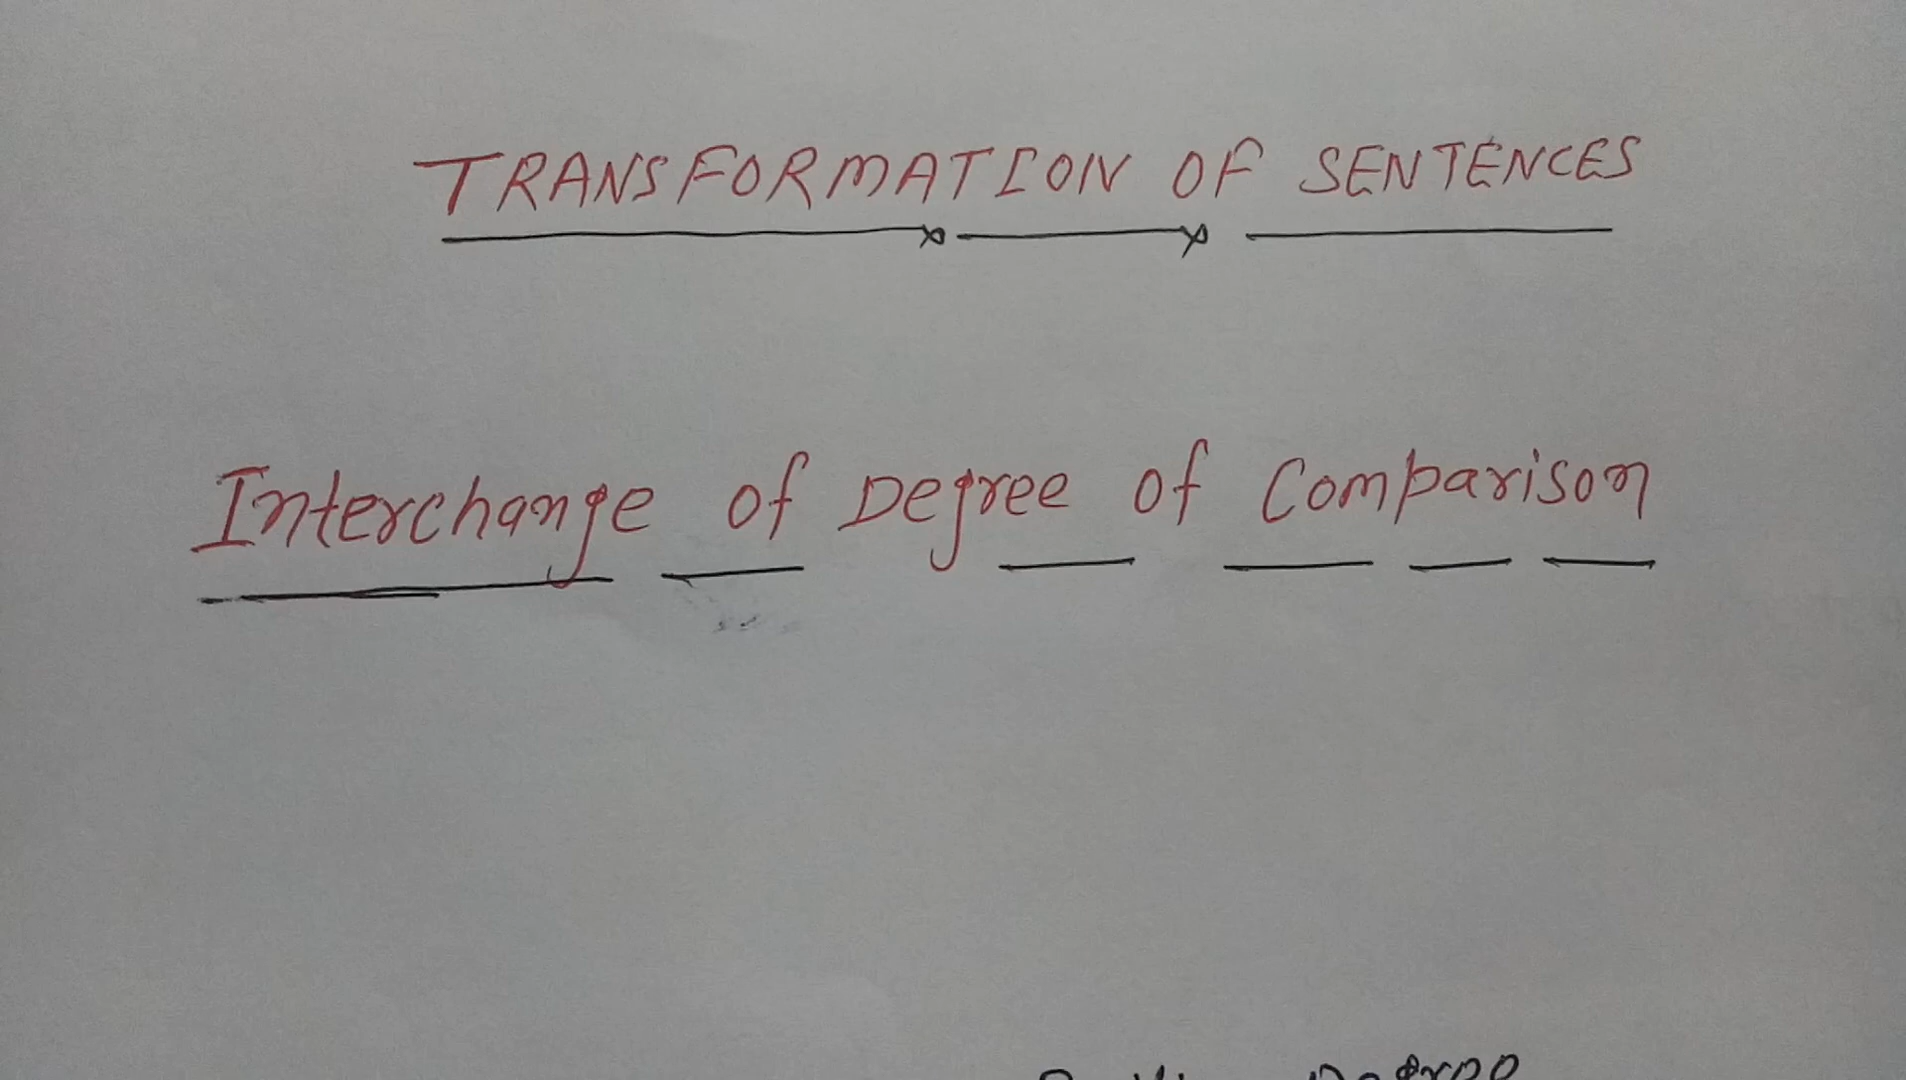 TRANSFORMATION OF SENTENCES
Interchange of Degree of Comparison